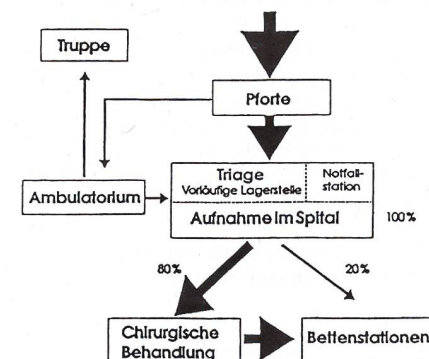 Truppe
Pforte
Triage
Vorläufige Lagerstelle
Notfall-
station
Ambulatorium
Aufnahme im Spital
100%
80%
20%
Chirurgische
Behandlung
Bettenstationen